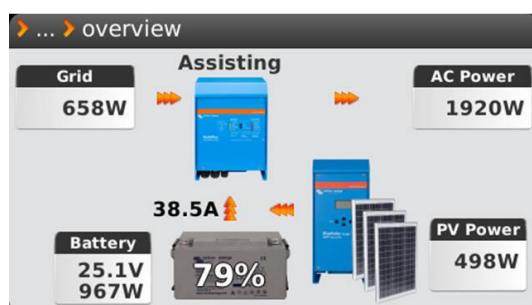 ... overview
Grid
658W
Assisting
AC Power
1920W
38.5A
Battery
25.1V
967W
79%
PV Power
498W